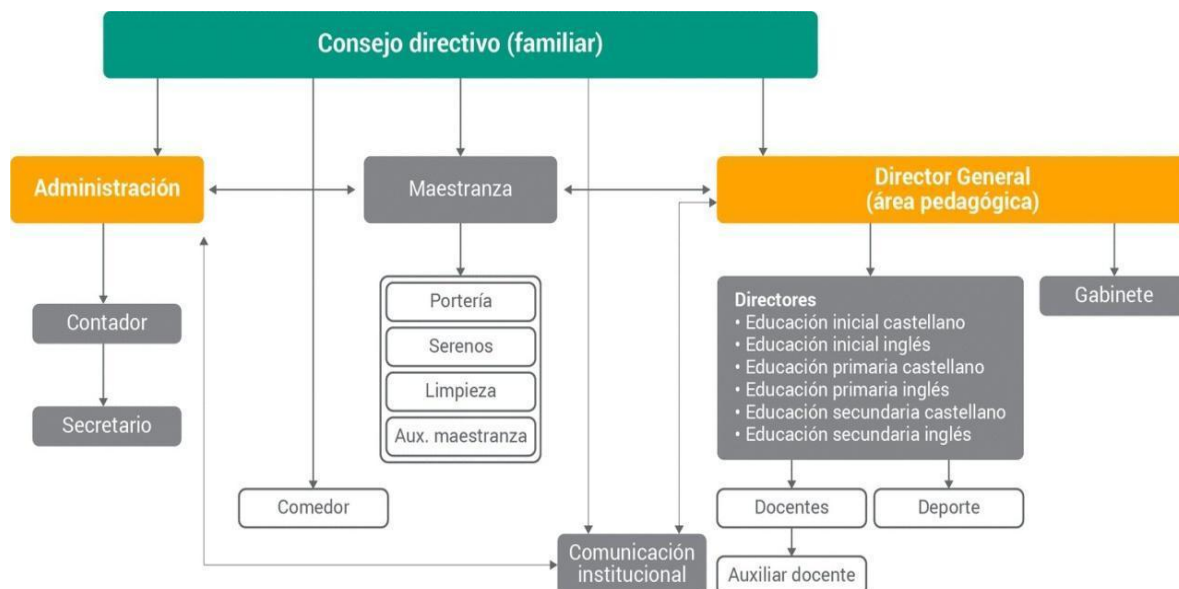 Consejo directivo (familiar)
Administración
Maestranza
Director General
(área pedagógica)
Contador
Secretario
Portería
Serenos
Limpieza
Aux. maestranza
Comedor
Comunicación
institucional
Directores
• Educación inicial castellano
• Educación inicial inglés
• Educación primaria castellano
• Educación primaria inglés
• Educación secundaria castellano
• Educación secundaria inglés
Gabinete
Docentes
Deporte
Auxiliar docente